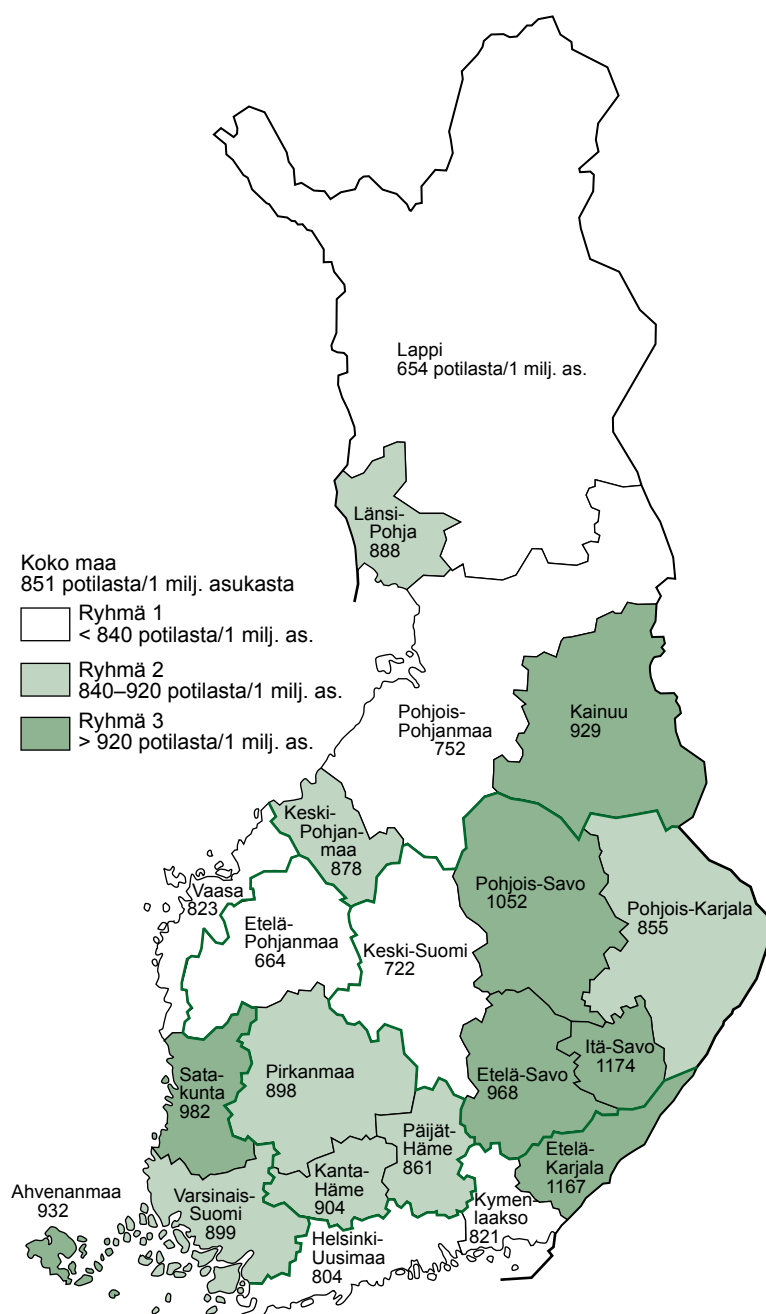 Lappi
654 potilasta/1 milj. as.
Länsi-
Pohja
888
Koko maa
851 potilasta/1 milj. asukasta
Ryhmä 1
< 840 potilasta/1 milj. as.
Ryhmä 2
840–920 potilasta/1 milj. as.
Ryhmä 3
> 920 potilasta/1 milj. as.
Pohjois-
Pohjanmaa
752
Kainuu
929
Keski-
Pohjan-
maa
878
Vaasa
823
Etelä-
Pohjanmaa
664
Keski-Suomi
722
Pohjois-Savo
1052
Pohjois-Karjala
855
Sata-
kunta
982
Pirkanmaa
898
Etelä-Savo
968
Itä-Savo
1174
Päijät-
Häme
861
Etelä-
Karjala
1167
Kanta-
Häme
904
Ahvenanmaa
932
Varsinais-
Suomi
899
Kymen-
laakso
821
Helsinki-
Uusimaa
804